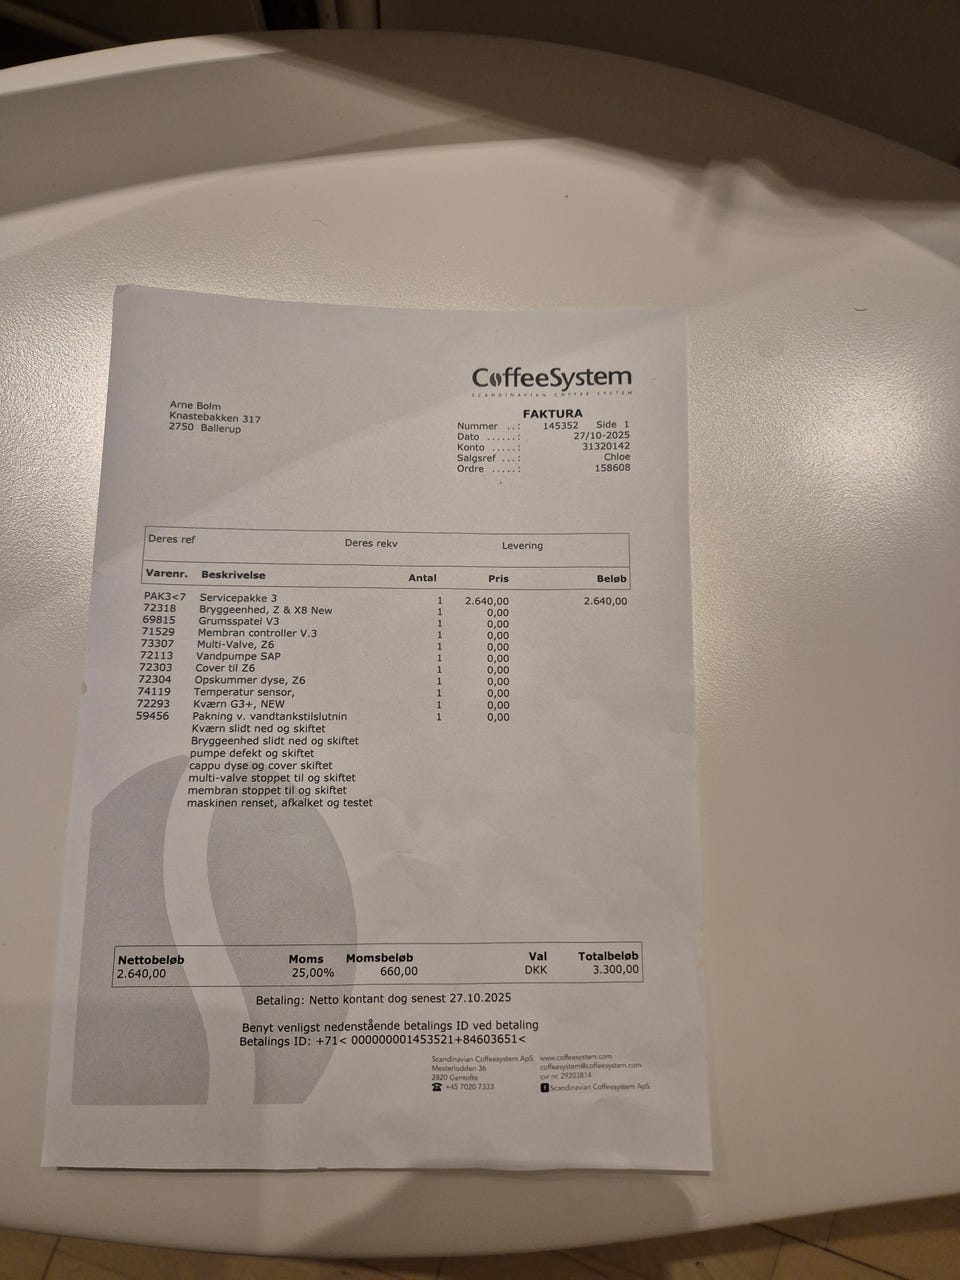 CoffeeSystem
SCANDINAVIAN COFFEE SYSTEM
Arne Bolm
Knastebakken 317
2750 Ballerup
FAKTURA
Nummer ..: 145352 Side 1
Dato ......: 27/10-2025
Konto .....: 31320142
Salgsref ...: Chloe
Ordre .....: 158608
Deres ref Deres rekv Levering
Varenr. Beskrivelse Antal Pris Beløb
PAK3<7 Servicepakke 3 1 2.640,00 2.640,00
72318 Bryggeenhed, Z & X8 New 1 0,00
69815 Grumsspatel V3 1 0,00
71529 Membran controller V.3 1 0,00
73307 Multi-Valve, Z6 1 0,00
72113 Vandpumpe SAP 1 0,00
72303 Cover til Z6 1 0,00
72304 Opskummer dyse, Z6 1 0,00
74119 Temperatur sensor, 1 0,00
72293 Kværn G3+, NEW 1 0,00
59456 Pakning v. vandtankstilslutnin 1 0,00
Kværn slidt ned og skiftet
Bryggeenhed slidt ned og skiftet
pumpe defekt og skiftet
cappu dyse og cover skiftet
multi-valve stoppet til og skiftet
membran stoppet til og skiftet
maskinen renset, afkalket og testet
Nettobeløb Moms Momsbeløb Val Totalbeløb
2.640,00 25,00% 660,00 DKK 3.300,00
Betaling: Netto kontant dog senest 27.10.2025
Benyt venligst nedenstående betalings ID ved betaling
Betalings ID: +71< 000000001453521+84603651<
Scandinavian Coffeesystem ApS www.coffeesystem.com
Mesterlodden 36 coffeesystem@coffeesystem.com
2820 Gentofte cvr nr. 29203814
☎ +45 7020 7333 Scandinavian Coffeesystem ApS